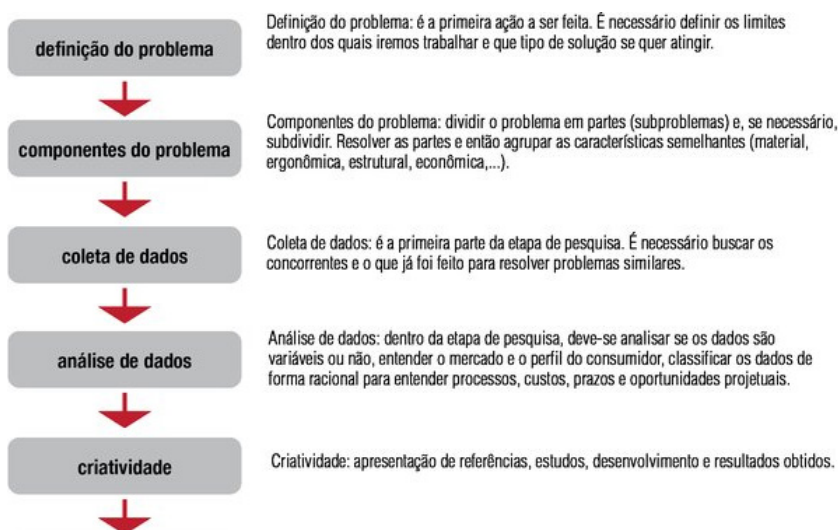 definição do problema
Definição do problema: é a primeira ação a ser feita. É necessário definir os limites
dentro dos quais iremos trabalhar e que tipo de solução se quer atingir.
componentes do problema
Componentes do problema: dividir o problema em partes (subproblemas) e, se necessário,
subdividir. Resolver as partes e então agrupar as características semelhantes (material,
ergonômica, estrutural, econômica,...).
coleta de dados
Coleta de dados: é a primeira parte da etapa de pesquisa. É necessário buscar os
concorrentes e o que já foi feito para resolver problemas similares.
análise de dados
Análise de dados: dentro da etapa de pesquisa, deve-se analisar se os dados são
variáveis ou não, entender o mercado e o perfil do consumidor, classificar os dados de
forma racional para entender processos, custos, prazos e oportunidades projetuais.
criatividade
Criatividade: apresentação de referências, estudos, desenvolvimento e resultados obtidos.